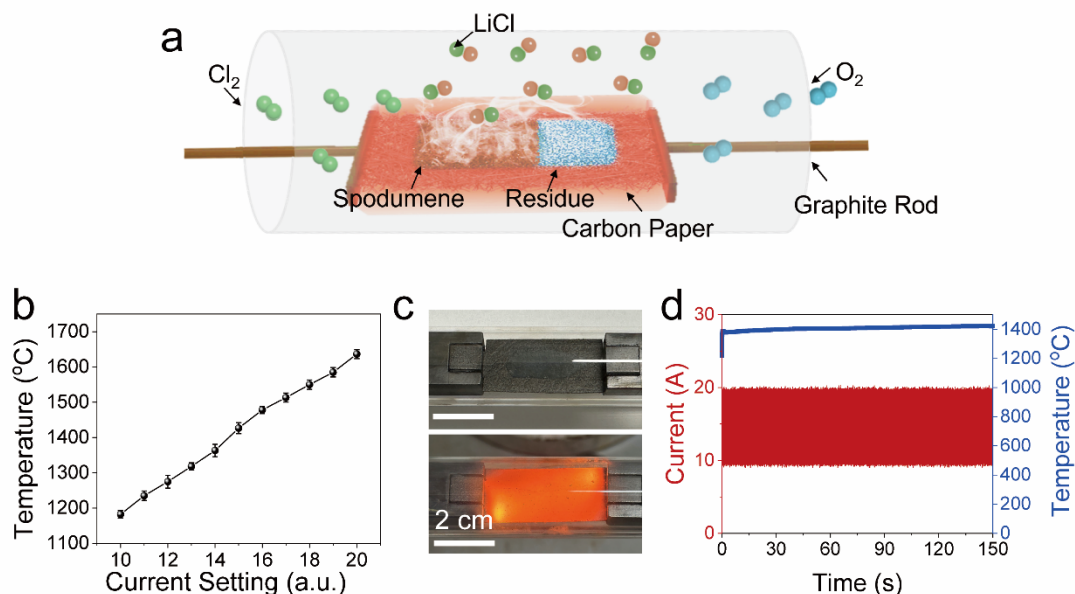 a
LiCl
Cl2
O2
Spodumene
Residue
Carbon Paper
Graphite Rod
b
Temperature (ºC)
1700
1600
1500
1400
1300
1200
1100
10 12 14 16 18 20
Current Setting (a.u.)
c
2 cm
d
Current (A)
30
20
10
0
1400
1200
1000
800
600
400
200
0
Temperature (ºC)
0 30 60 90 120 150
Time (s)